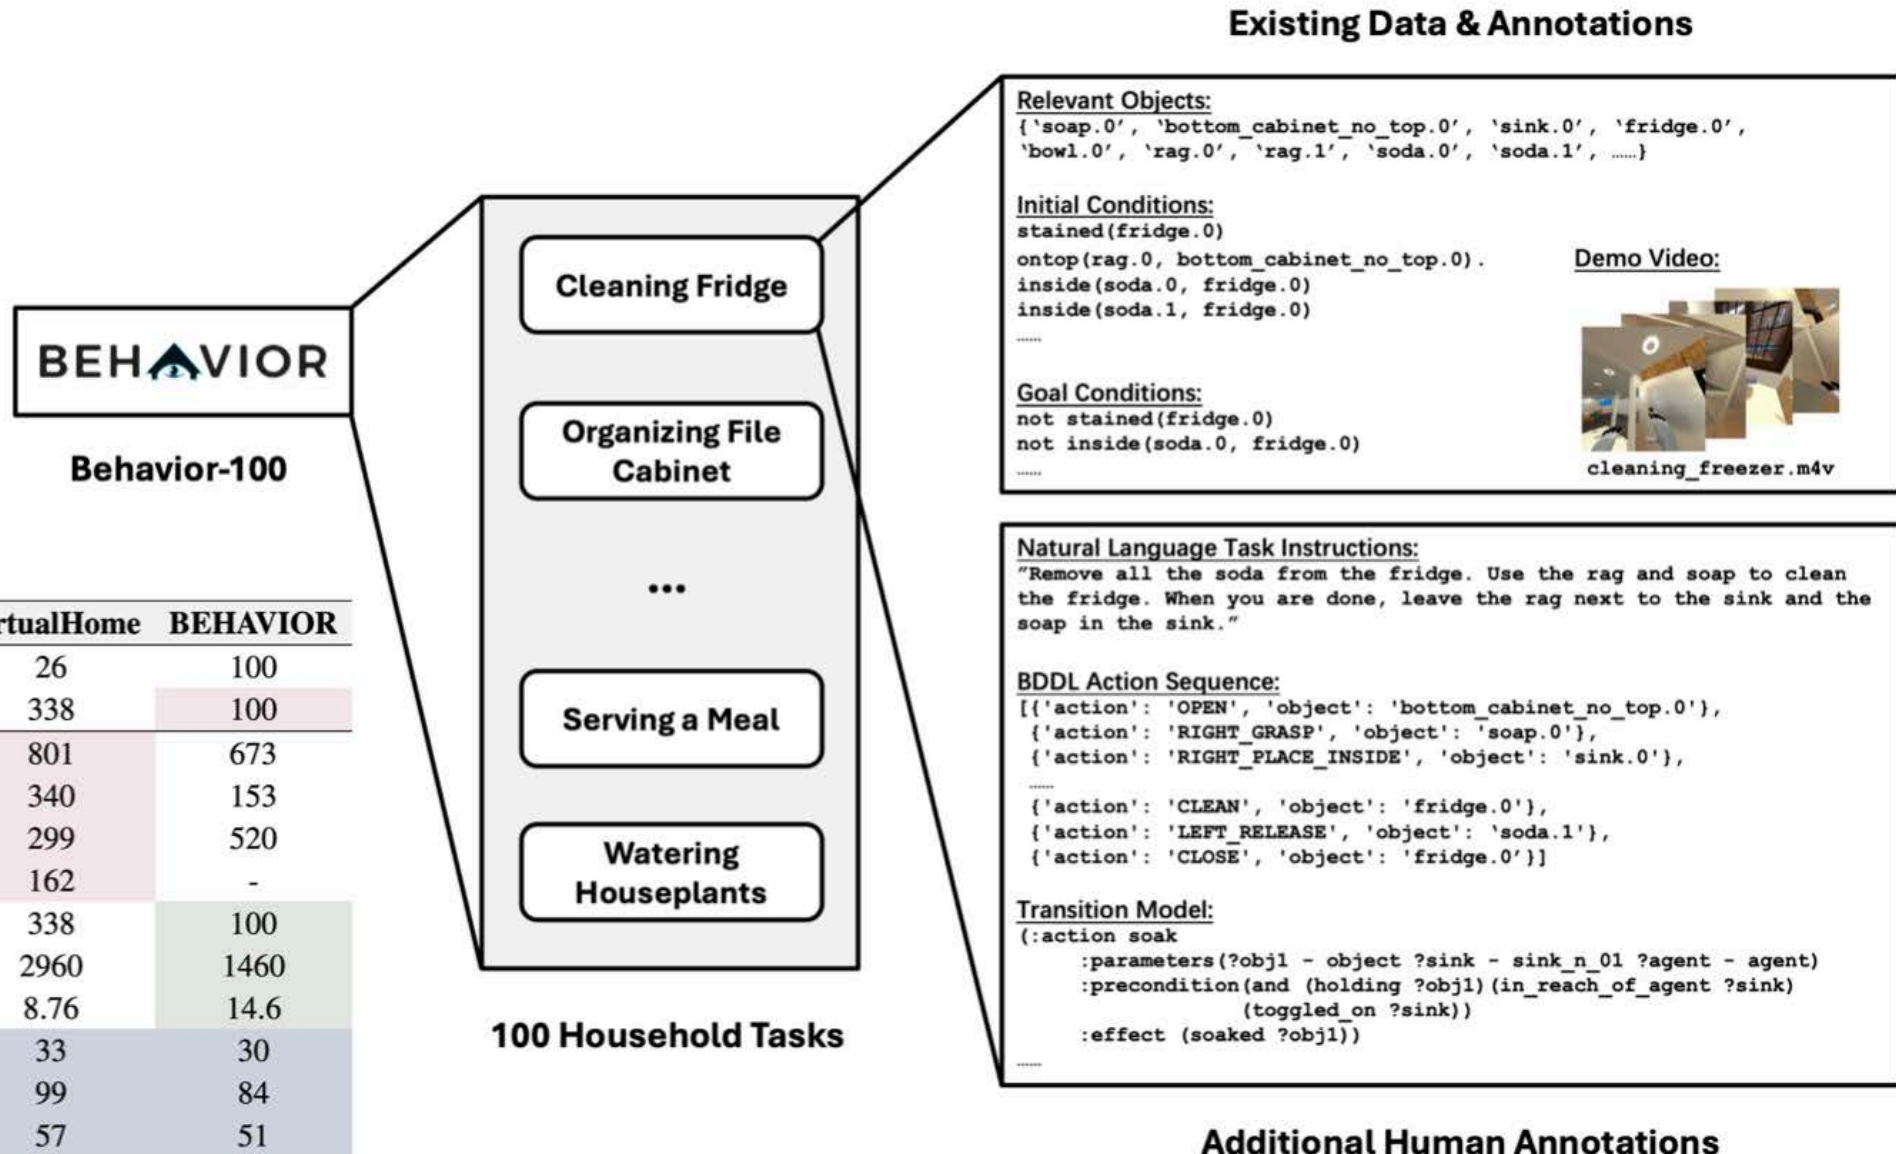 Existing Data & Annotations
Relevant Objects:
{`soap.0′, `bottom_cabinet_no_top.0′, `sink.0′, `fridge.0′,
`bowl.0′, `rag.0′, `rag.1′, `soda.0′, `soda.1′, ……}
Initial Conditions:
stained(fridge.0)
ontop(rag.0, bottom_cabinet_no_top.0).
inside(soda.0, fridge.0)
inside(soda.1, fridge.0)
……
Demo Video:
cleaning_freezer.m4v
Goal Conditions:
not stained(fridge.0)
not inside(soda.0, fridge.0)
……
BEHAVIOR
Behavior-100
Cleaning Fridge
Organizing File
Cabinet
...
Serving a Meal
Watering
Houseplants
100 Household Tasks
Natural Language Task Instructions:
″Remove all the soda from the fridge. Use the rag and soap to clean
the fridge. When you are done, leave the rag next to the sink and the
soap in the sink.″
BDDL Action Sequence:
[{'action': 'OPEN', 'object': 'bottom_cabinet_no_top.0'},
{'action': 'RIGHT_GRASP', 'object': 'soap.0'},
{'action': 'RIGHT_PLACE_INSIDE', 'object': 'sink.0'},
……
{'action': 'CLEAN', 'object': 'fridge.0'},
{'action': 'LEFT_RELEASE', 'object': `soda.1'},
{'action': 'CLOSE', 'object': 'fridge.0′}]
Transition Model:
(:action soak
:parameters(?obj1 - object ?sink - sink_n_01 ?agent - agent)
:precondition(and (holding ?obj1)(in_reach_of_agent ?sink)
(toggled_on ?sink))
:effect (soaked ?obj1))
……
Additional Human Annotations
rtualHome BEHAVIOR
26 100
338 100
801 673
340 153
299 520
162 -
338 100
2960 1460
8.76 14.6
33 30
99 84
57 51